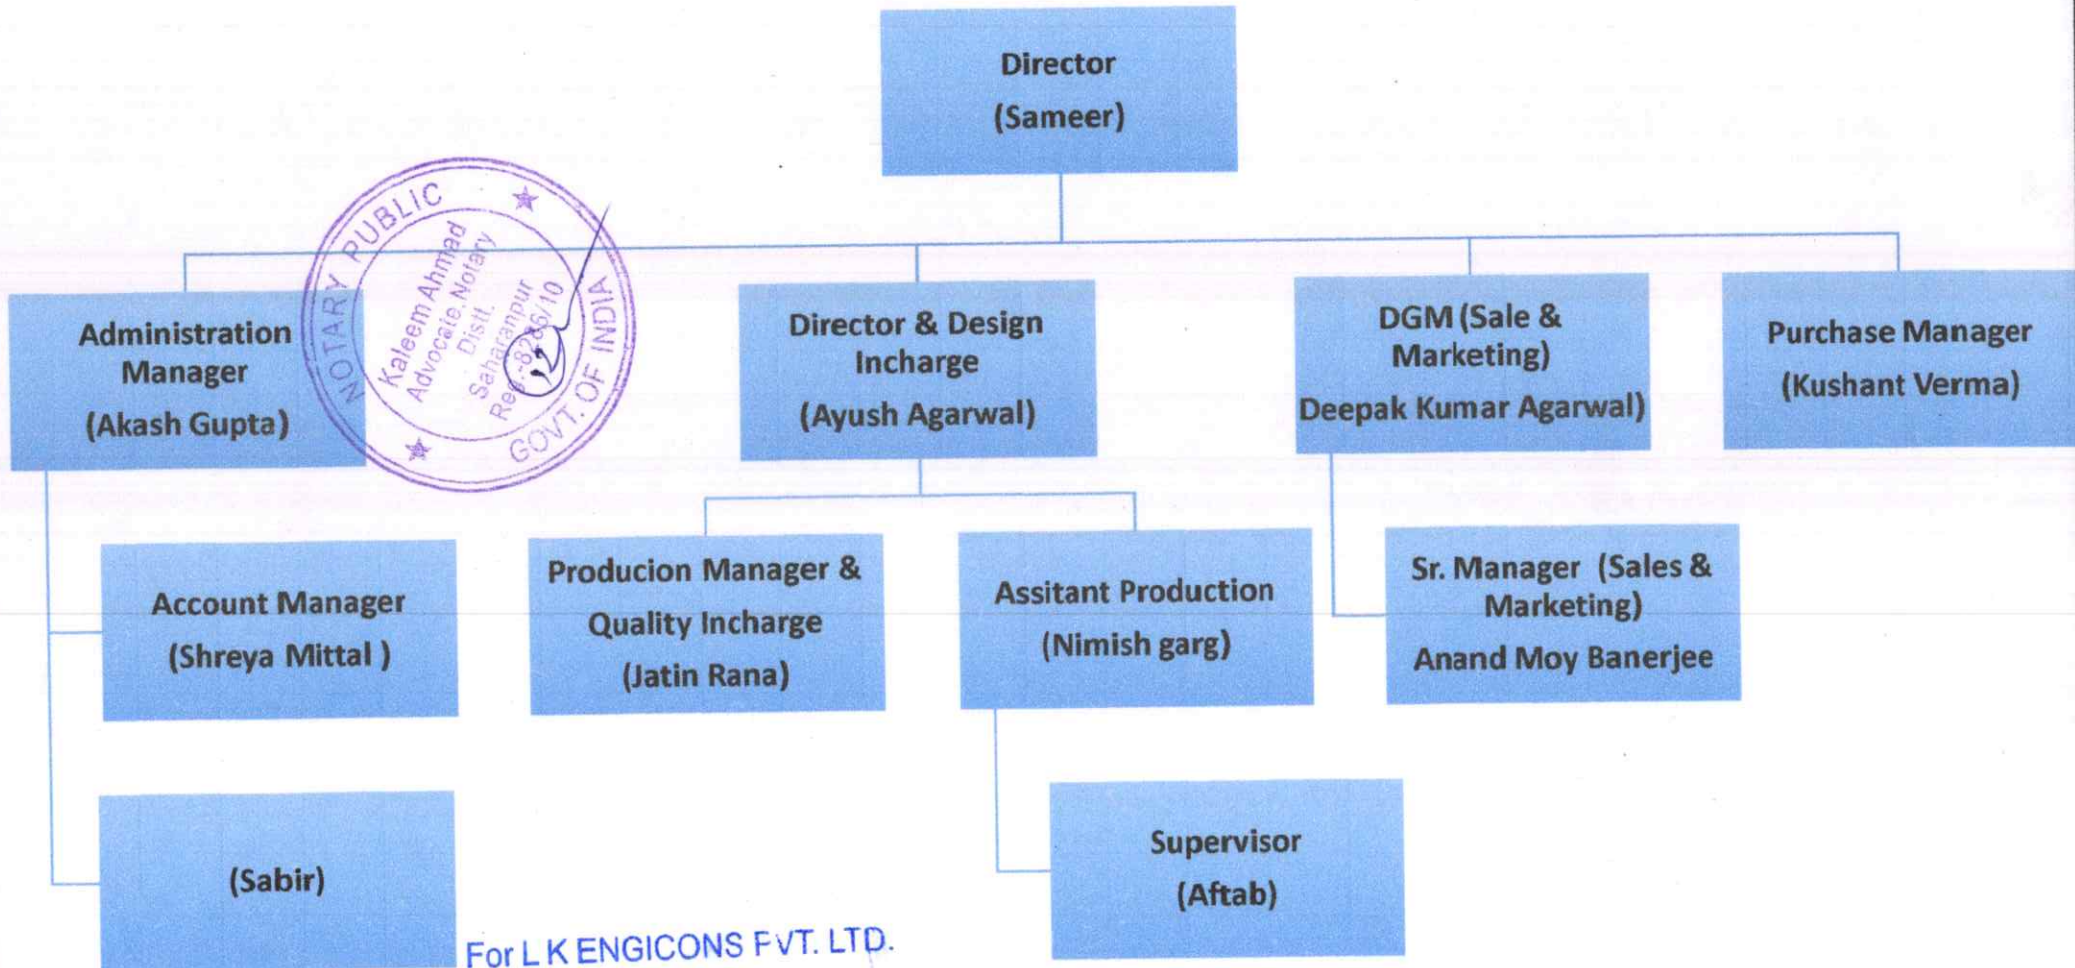 Director
(Sameer)
NOTARY PUBLIC
Kaleem Ahmad
Advocate, Notary
Distt.
Saharanpur
GOVT. OF INDIA
Administration
Manager
(Akash Gupta)
Director & Design
Incharge
(Ayush Agarwal)
DGM (Sale &
Marketing)
Deepak Kumar Agarwal)
Purchase Manager
(Kushant Verma)
Account Manager
(Shreya Mittal )
Producion Manager &
Quality Incharge
(Jatin Rana)
Assitant Production
(Nimish garg)
Sr. Manager (Sales &
Marketing)
Anand Moy Banerjee
(Sabir)
Supervisor
(Aftab)
For L K ENGICONS PVT. LTD.